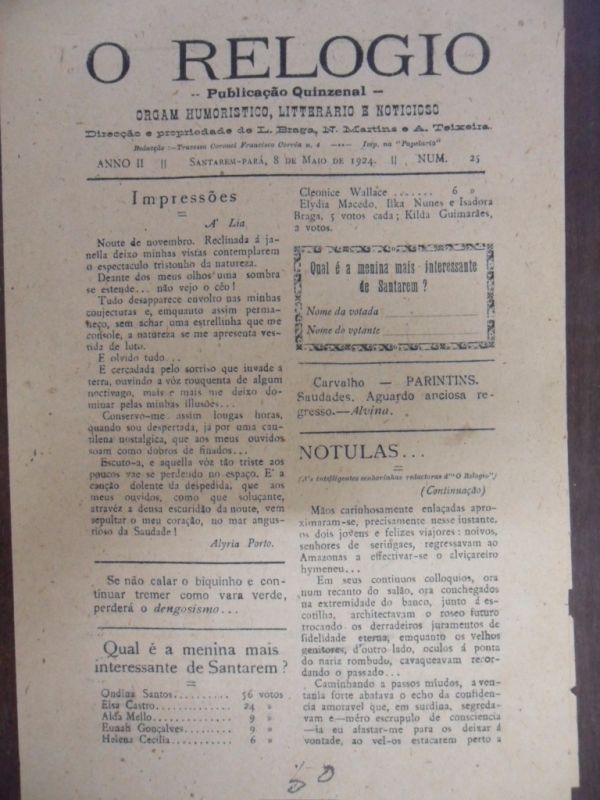 O RELOGIO
-- Publicação Quinzenal --
ORGAM HUMORISTICO, LITTERARIO E NOTICIOSO
Direcção e propriedade de L. Braga, N. Martins e A. Teixeira.
Redacção :—Travessa Coronel Francisco Corrêa n. 4 —··— Imp. na "Papelaria"
ANNO II || SANTAREM-PARÁ, 8 DE MAIO DE 1924. || NUM. 25
Impressões
A' Lia
Noute de novembro. Reclinada á ja-
nella deixo minhas vistas contemplarem
o espectaculo tristonho da natureza.
Deante dos meus olhos uma sombra
se estende... não vejo o céo!
Tudo desapparece envolto nas minhas
conjecturas e, emquanto assim perma-
neço, sem achar uma estrellinha que me
console, a natureza se me apresenta ves-
tida de luto.
E olvido tudo...
E cercadada pelo sorriso que invade a
terra, ouvindo a vóz rouquenta de algum
noctivago, mais e mais me deixo do-
minar pelas minhas illusões...
Conservo-me assim longas horas,
quando sou despertada, já por uma can-
tilena nostalgica, que aos meus ouvidos
soam como dobros de finados...
Escuto-a, e aquella vóz tão triste aos
poucos vae se perdendo no espaço. E' a
canção dolente da despedida, que aos
meus ouvidos, como que soluçante,
atravéz a densa escuridão da noute, vem
sepultar o meu coração, no mar angus-
tioso da Saudade!
Alyria Porto.
Se não calar o biquinho e con-
tinuar tremer como vara verde,
perderá o dengosismo...
Qual é a menina mais
interessante de Santarem?
Ondina Santos.......... 56 votos
Elsa Castro............ 24 »
Alda Mello............. 9 »
Eunah Gonçalves........ 9 »
Helena Cecilia......... 6 »
Cleonice Wallace ....... 6 »
Elydia Macedo, Ilka Nunes e Isadora
Braga, 5 votos cada; Kilda Guimarães,
2 votos.
Qual é a menina mais interessante
de Santarem?
Nome da votada
Nome do votante
Carvalho — PARINTINS.
Saudades. Aguardo anciosa re-
gresso.—Alvina.
NOTULAS...
(A's intelligentes senhorinhas redactoras d'"O Relogio")
(Continuação)
Mãos carinhosamente enlaçadas apro-
ximaram-se, precisamente nesse instante,
os dois jovens e felizes viajores: noivos,
senhores de seringaes, regressavam ao
Amazonas a effectivar-se o alviçareiro
hymeneu...
Em seus continuos colloquios, ora
num recanto do salão, ora conchegados
na extremidade do banco, junto á es-
cotilha, architectavam o roseo futuro
trocando os derradeiros juramentos de
fidelidade eterna; emquanto os velhos
genitores, d'outro lado, oculos á ponta
do nariz rombudo, cavaqueavam recor-
dando o passado...
Caminhando a passos miudos, a ven-
tania forte abafava o echo da confiden-
cia amoravel que, em surdina, segreda-
vam e—méro escrupulo de consciencia
—ia eu afastar-me para os deixar á
vontade, ao vel-os estacarem perto a